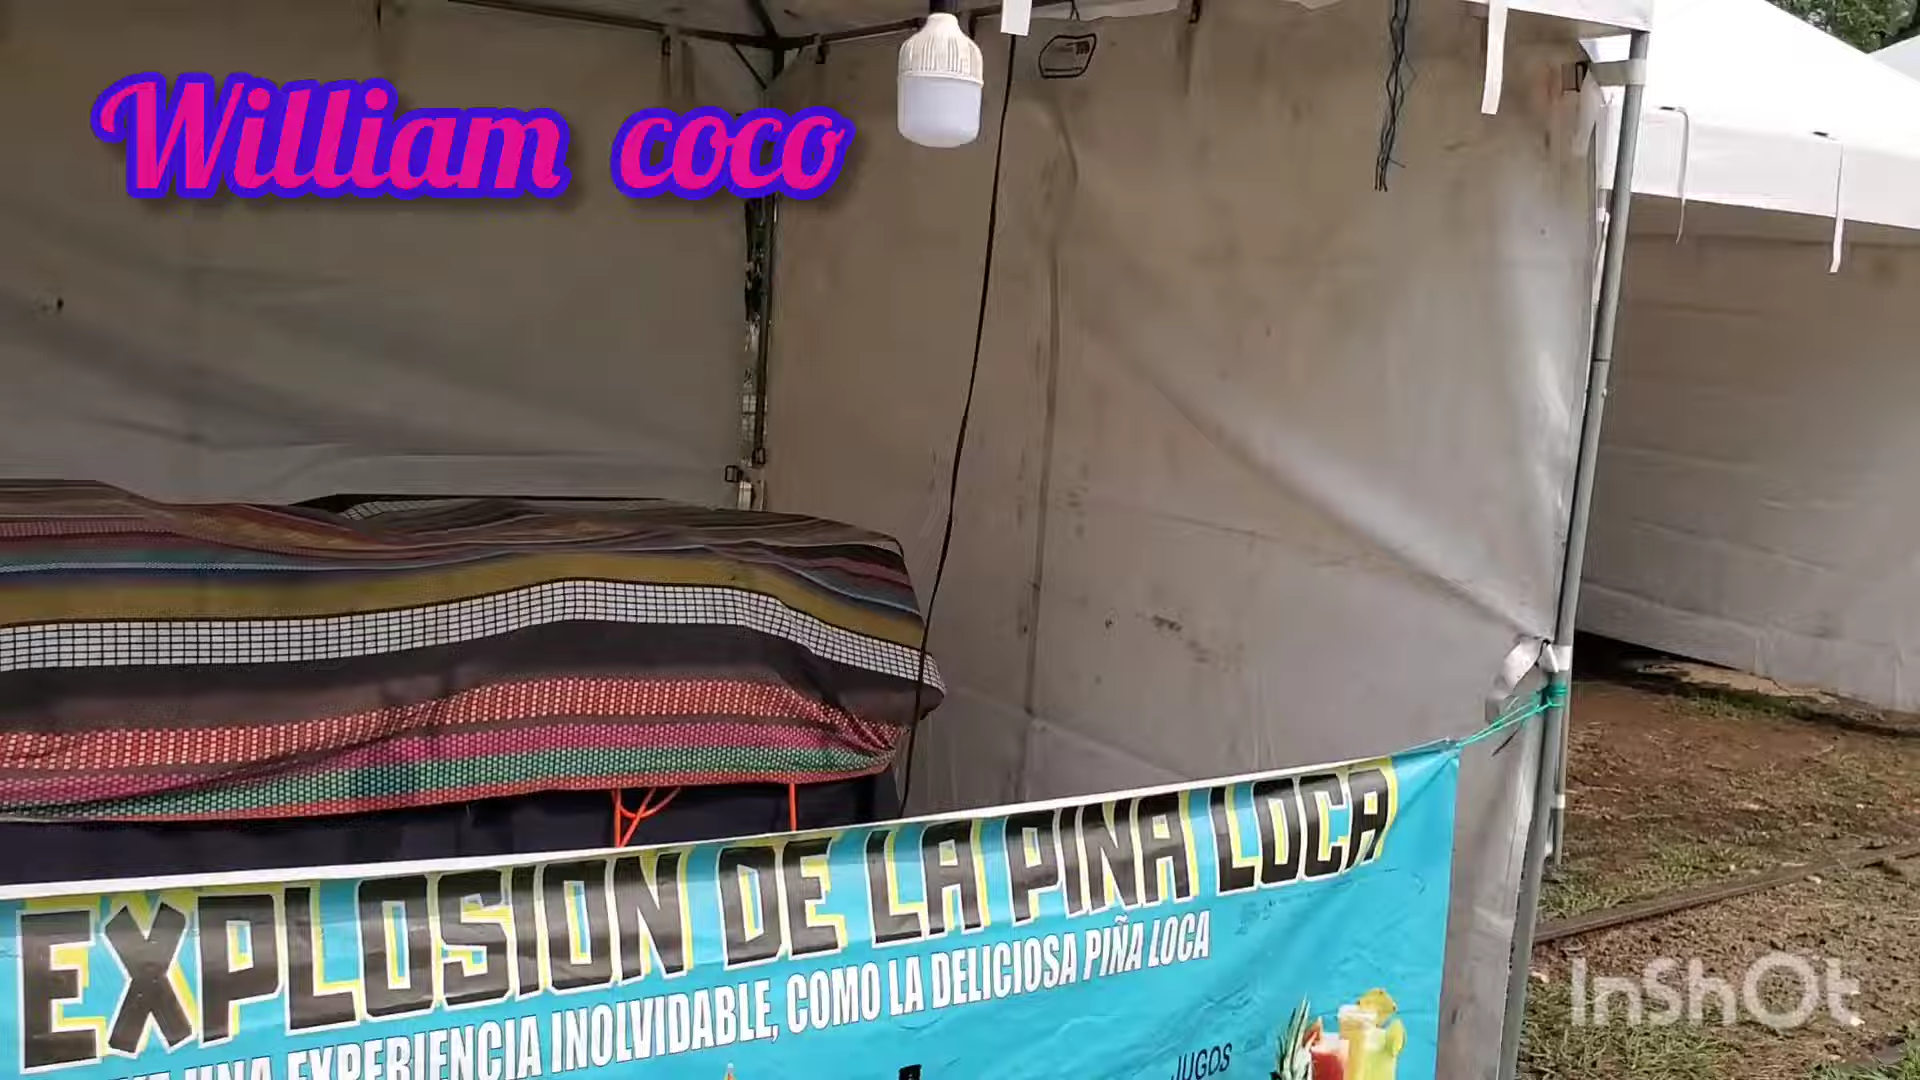 William coco
EXPLOSION DE LA PIÑA LOCA
UNA EXPERIENCIA INOLVIDABLE, COMO LA DELICIOSA PIÑA LOCA
JUGOS
InShOt